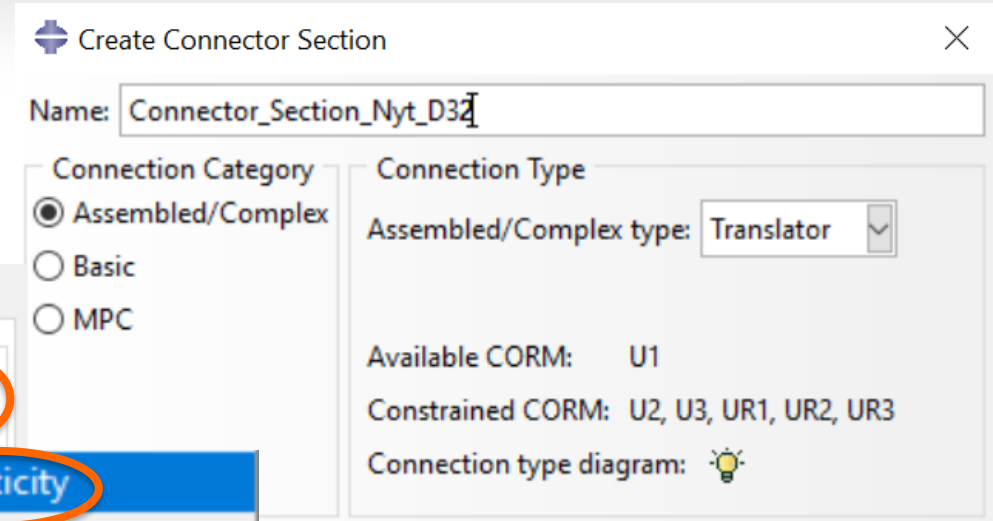 Create Connector Section
Name: Connector_Section_Nyt_D32
Connection Category
Assembled/Complex
Basic
MPC
Connection Type
Assembled/Complex type: Translator
Available CORM: U1
Constrained CORM: U2, U3, UR1, UR2, UR3
Connection type diagram: